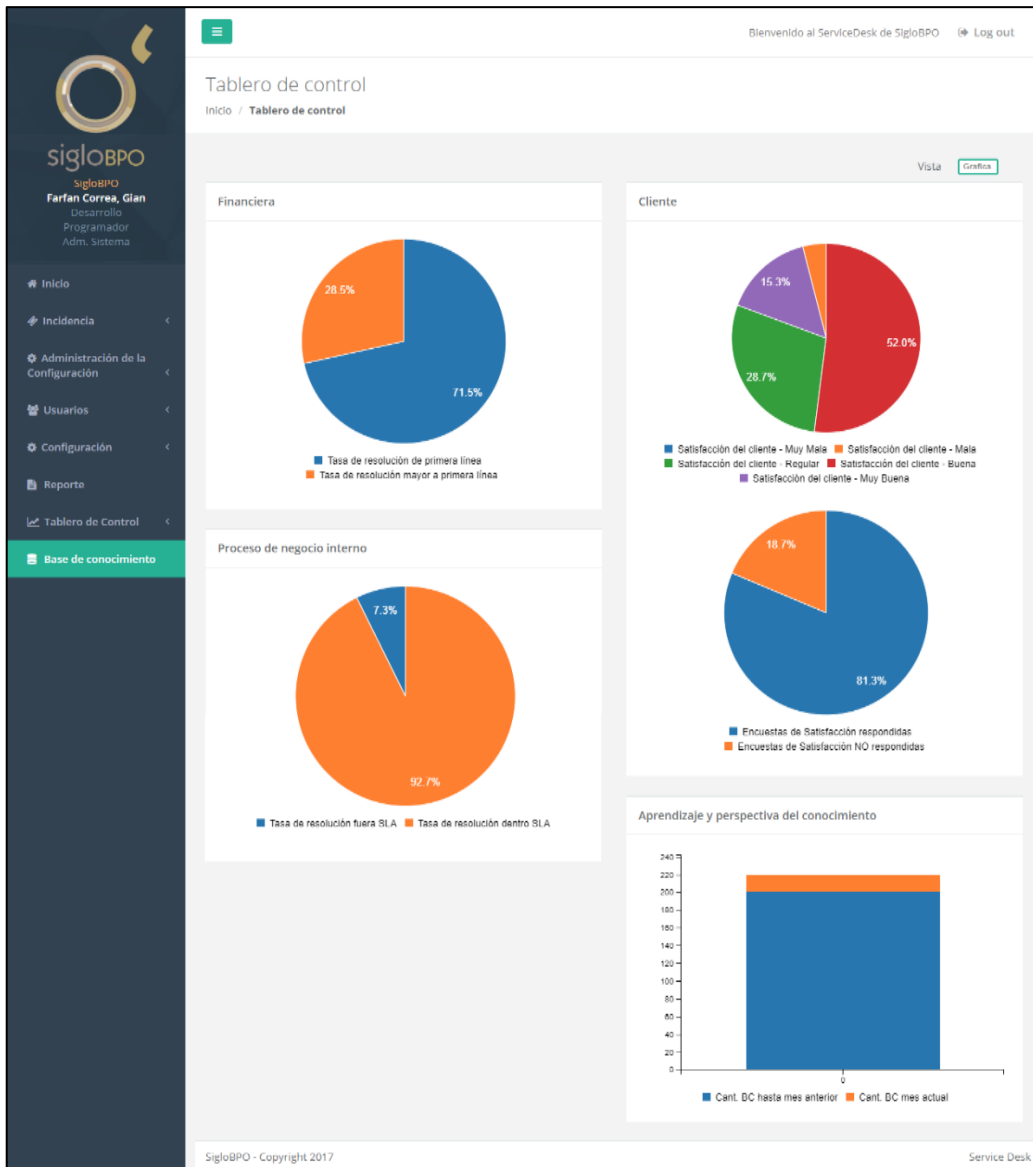 sigloBPO
SigloBPO
Farfan Correa, Gian
Desarrollo
Programador
Adm. Sistema
Inicio
Incidencia
Administración de la
Configuración
Usuarios
Configuración
Reporte
Tablero de Control
Base de conocimiento
Bienvenido al ServiceDesk de SigloBPO Log out
Tablero de control
Inicio / Tablero de control
Vista Grafica
Financiera
28.5%
71.5%
Tasa de resolución de primera línea
Tasa de resolución mayor a primera línea
Proceso de negocio interno
7.3%
92.7%
Tasa de resolución fuera SLA Tasa de resolución dentro SLA
Cliente
15.3%
52.0%
28.7%
Satisfacción del cliente - Muy Mala Satisfacción del cliente - Mala
Satisfacción del cliente - Regular Satisfacción del cliente - Buena
Satisfacción del cliente - Muy Buena
18.7%
81.3%
Encuestas de Satisfacción respondidas
Encuestas de Satisfacción NO respondidas
Aprendizaje y perspectiva del conocimiento
240
220
200
180
160
140
120
100
80
60
40
20
0
0
Cant. BC hasta mes anterior Cant. BC mes actual
SigloBPO - Copyright 2017 Service Desk